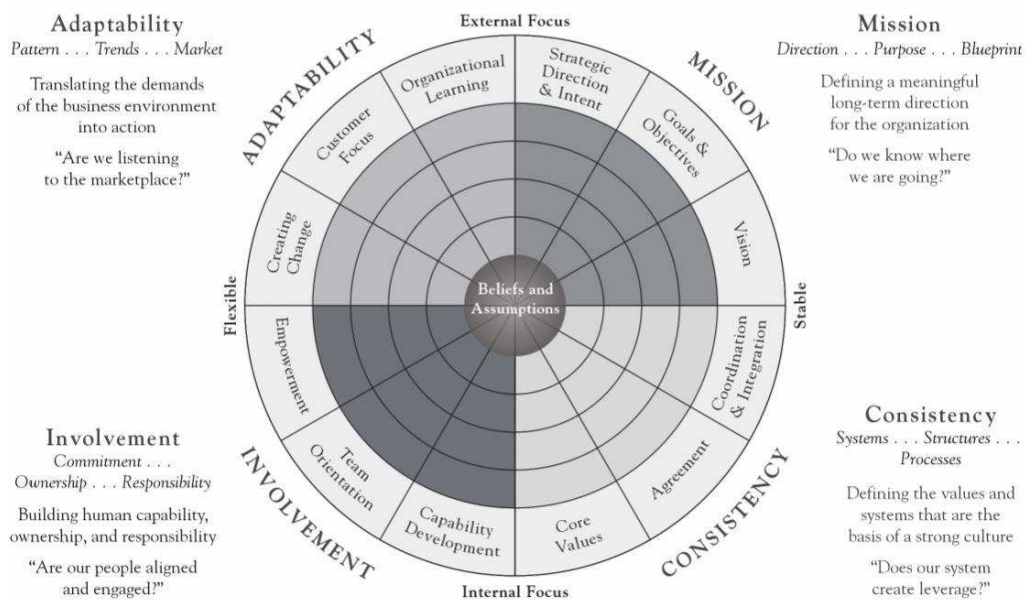 Adaptability
Pattern . . . Trends . . . Market
Translating the demands
of the business environment
into action
“Are we listening
to the marketplace?”
External Focus
Mission
Direction . . . Purpose . . . Blueprint
Defining a meaningful
long-term direction
for the organization
“Do we know where
we are going?”
ADAPTABILITY
MISSION
Organizational
Learning
Strategic
Direction
& Intent
Customer
Focus
Goals &
Objectives
Creating
Change
Vision
Flexible
Beliefs and
Assumptions
Stable
Empowerment
Coordination
& Integration
Team
Orientation
Agreement
Capability
Development
Core
Values
INVOLVEMENT
CONSISTENCY
Internal Focus
Involvement
Commitment . . .
Ownership . . . Responsibility
Building human capability,
ownership, and responsibility
“Are our people aligned
and engaged?”
Consistency
Systems . . . Structures . . .
Processes
Defining the values and
systems that are the
basis of a strong culture
“Does our system
create leverage?”